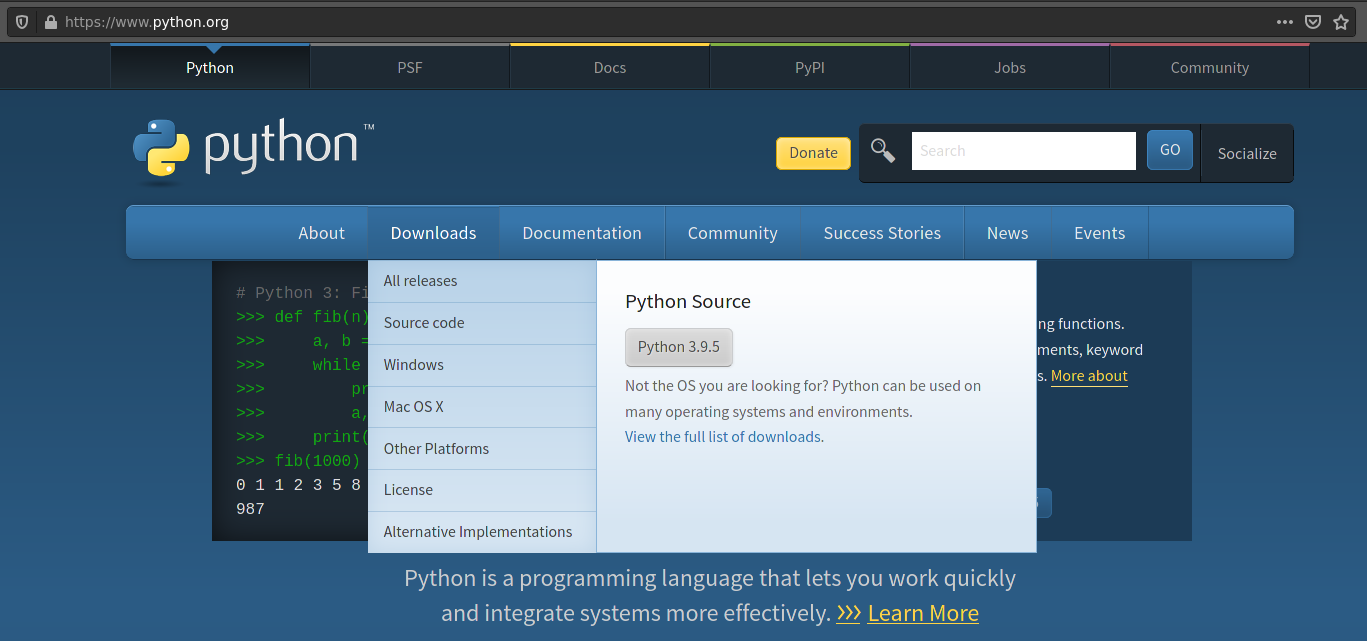 https://www.python.org
Python PSF Docs PyPI Jobs Community
python™
Donate Search GO Socialize
About Downloads Documentation Community Success Stories News Events
All releases
Source code
Windows
Mac OS X
Other Platforms
License
Alternative Implementations
Python Source
Python 3.9.5
Not the OS you are looking for? Python can be used on
many operating systems and environments.
View the full list of downloads.
# Python 3: Fi
>>> def fib(n)
>>>     a, b =
>>>     while
>>>         pr
>>>         a,
>>>     print(
>>> fib(1000)
0 1 1 2 3 5 8
987
ng functions.
ments, keyword
s. More about
Python is a programming language that lets you work quickly
and integrate systems more effectively. >>> Learn More